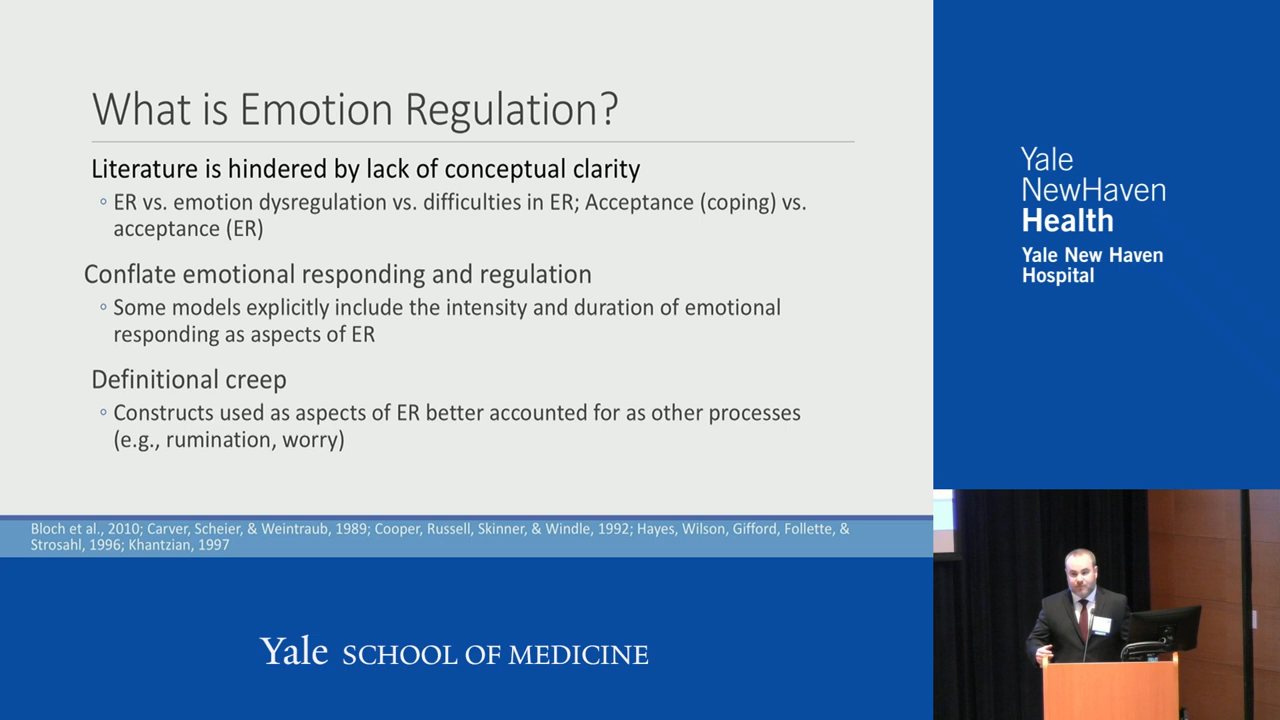 What is Emotion Regulation?
Literature is hindered by lack of conceptual clarity
◦ ER vs. emotion dysregulation vs. difficulties in ER; Acceptance (coping) vs.
acceptance (ER)
Conflate emotional responding and regulation
◦ Some models explicitly include the intensity and duration of emotional
responding as aspects of ER
Definitional creep
◦ Constructs used as aspects of ER better accounted for as other processes
(e.g., rumination, worry)
Bloch et al., 2010; Carver, Scheier, & Weintraub, 1989; Cooper, Russell, Skinner, & Windle, 1992; Hayes, Wilson, Gifford, Follette, &
Strosahl, 1996; Khantzian, 1997
Yale SCHOOL OF MEDICINE
Yale
NewHaven
Health
Yale New Haven
Hospital